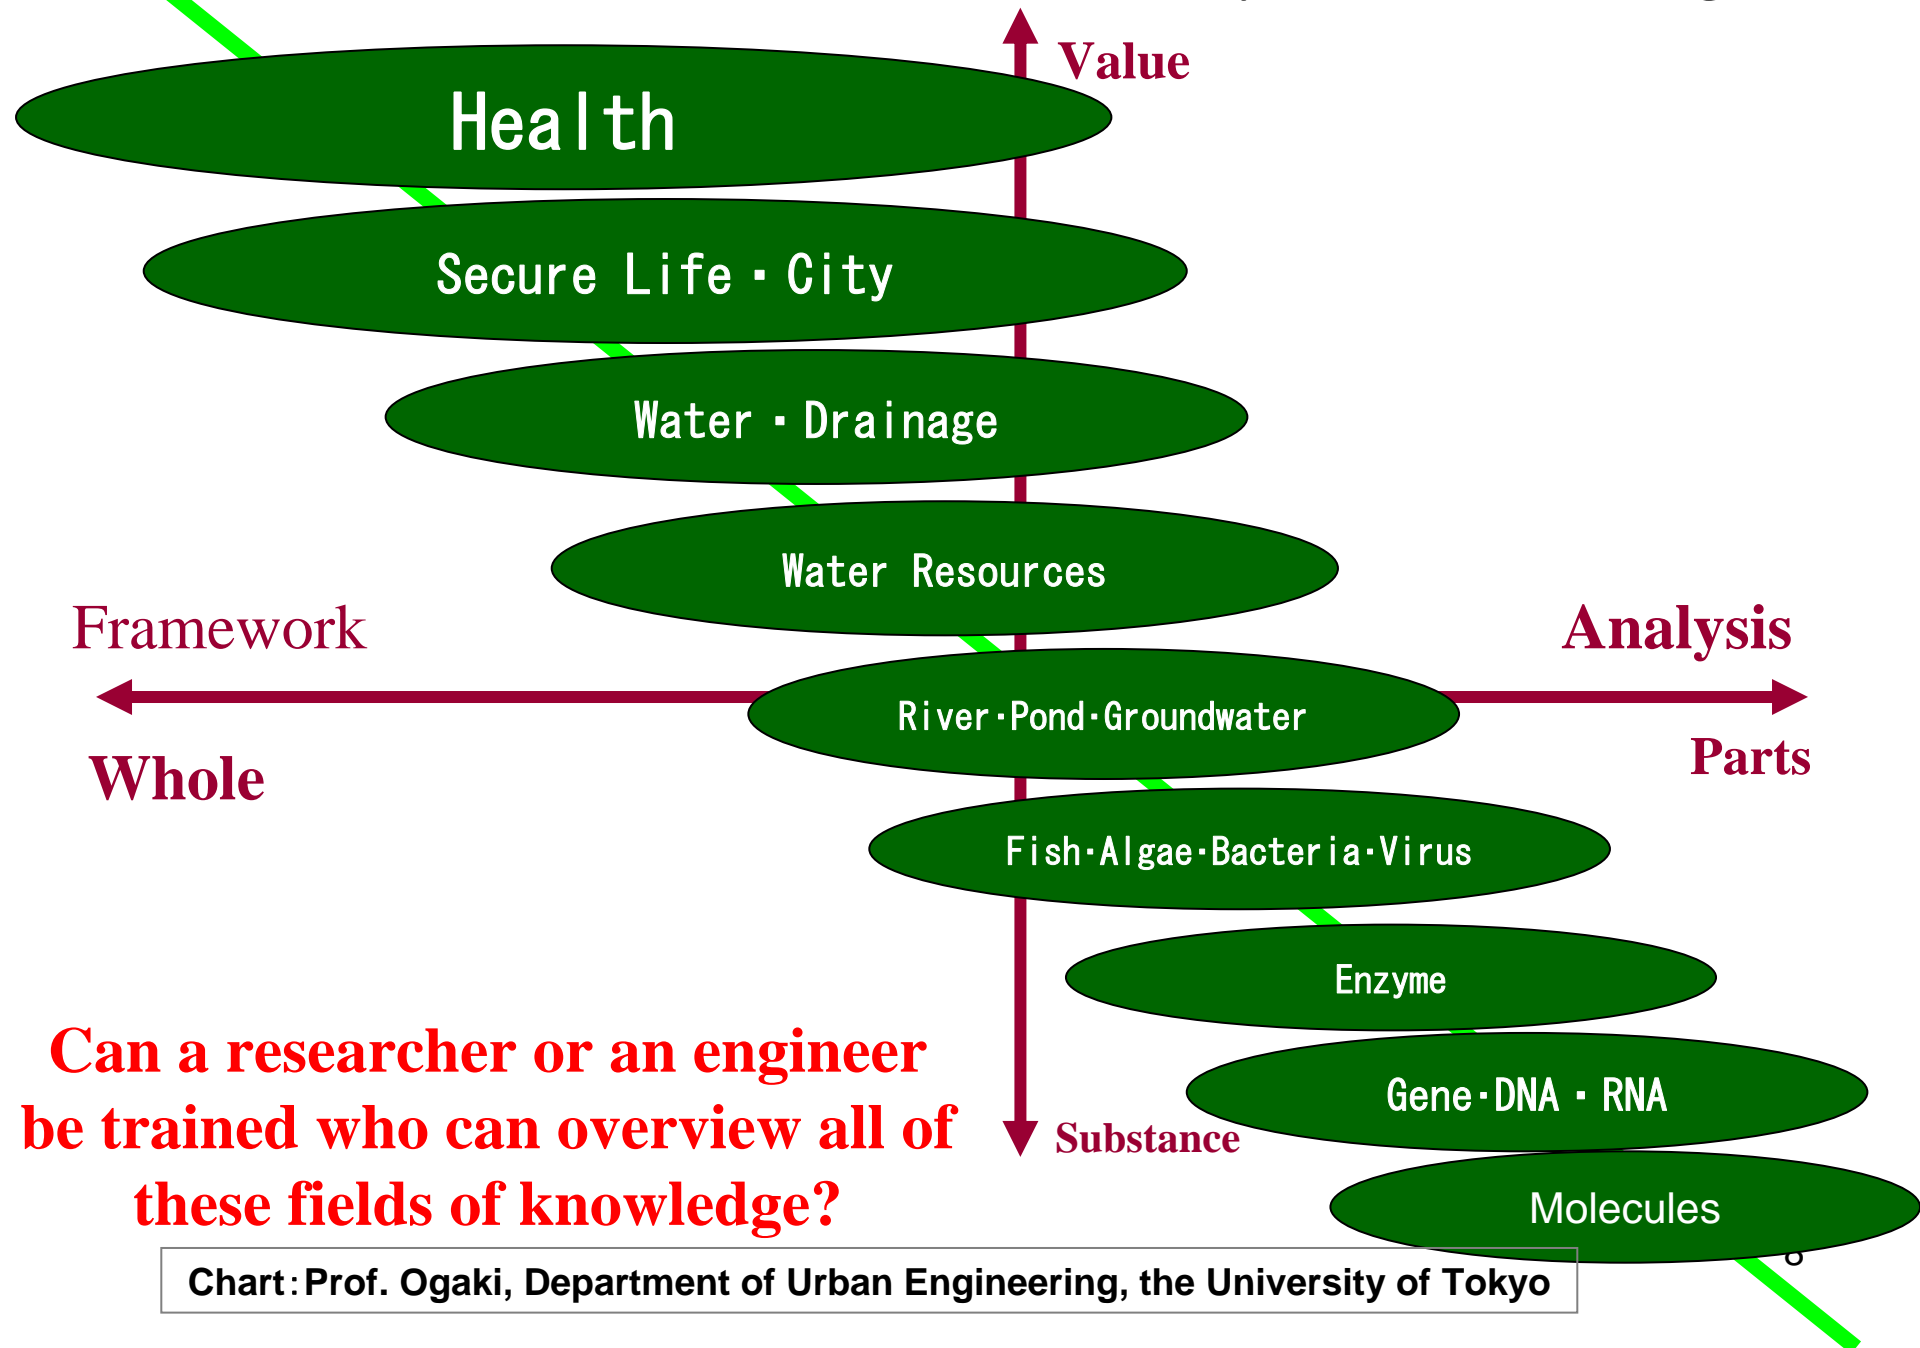 Value
Health
Secure Life・City
Water・Drainage
Water Resources
Framework
Analysis
River・Pond・Groundwater
Whole
Parts
Fish・Algae・Bacteria・Virus
Enzyme
Can a researcher or an engineer
be trained who can overview all of
these fields of knowledge?
Gene・DNA・RNA
Substance
Molecules
Chart：Prof. Ogaki, Department of Urban Engineering, the University of Tokyo